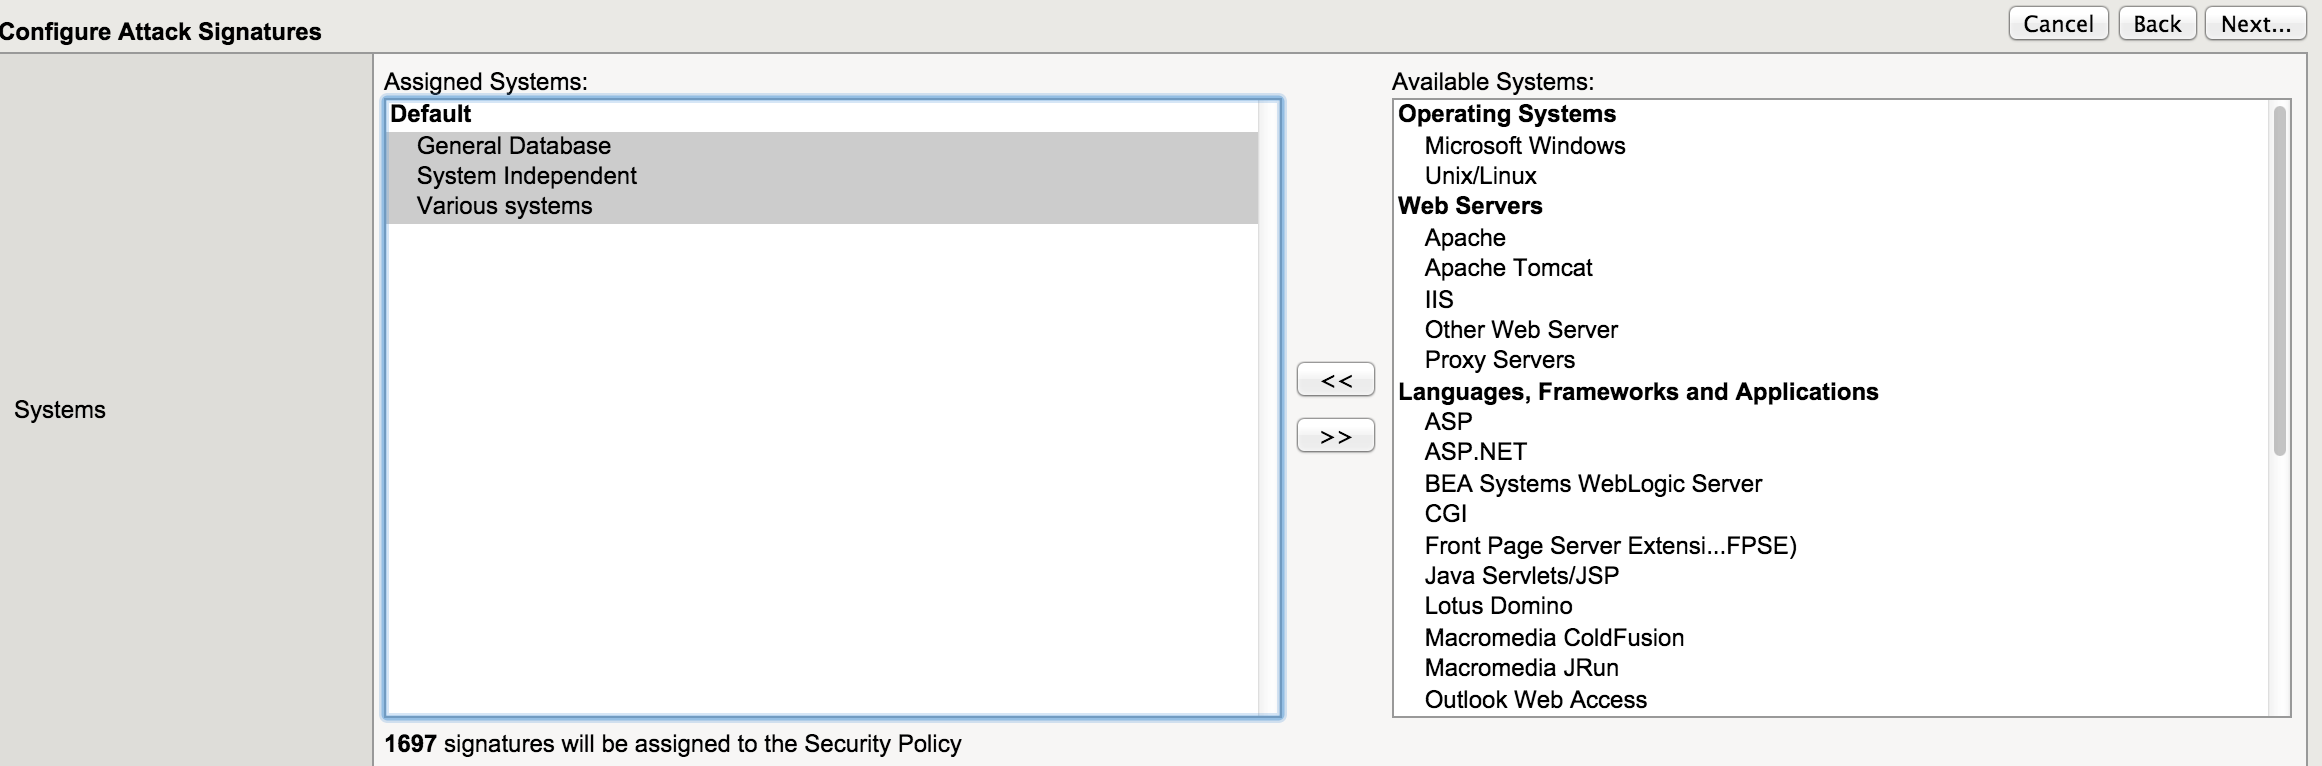 Configure Attack Signatures
Cancel
Back
Next...
Systems
Assigned Systems:
Default
General Database
System Independent
Various systems
<<
>>
Available Systems:
Operating Systems
Microsoft Windows
Unix/Linux
Web Servers
Apache
Apache Tomcat
IIS
Other Web Server
Proxy Servers
Languages, Frameworks and Applications
ASP
ASP.NET
BEA Systems WebLogic Server
CGI
Front Page Server Extensi...FPSE)
Java Servlets/JSP
Lotus Domino
Macromedia ColdFusion
Macromedia JRun
Outlook Web Access
1697 signatures will be assigned to the Security Policy